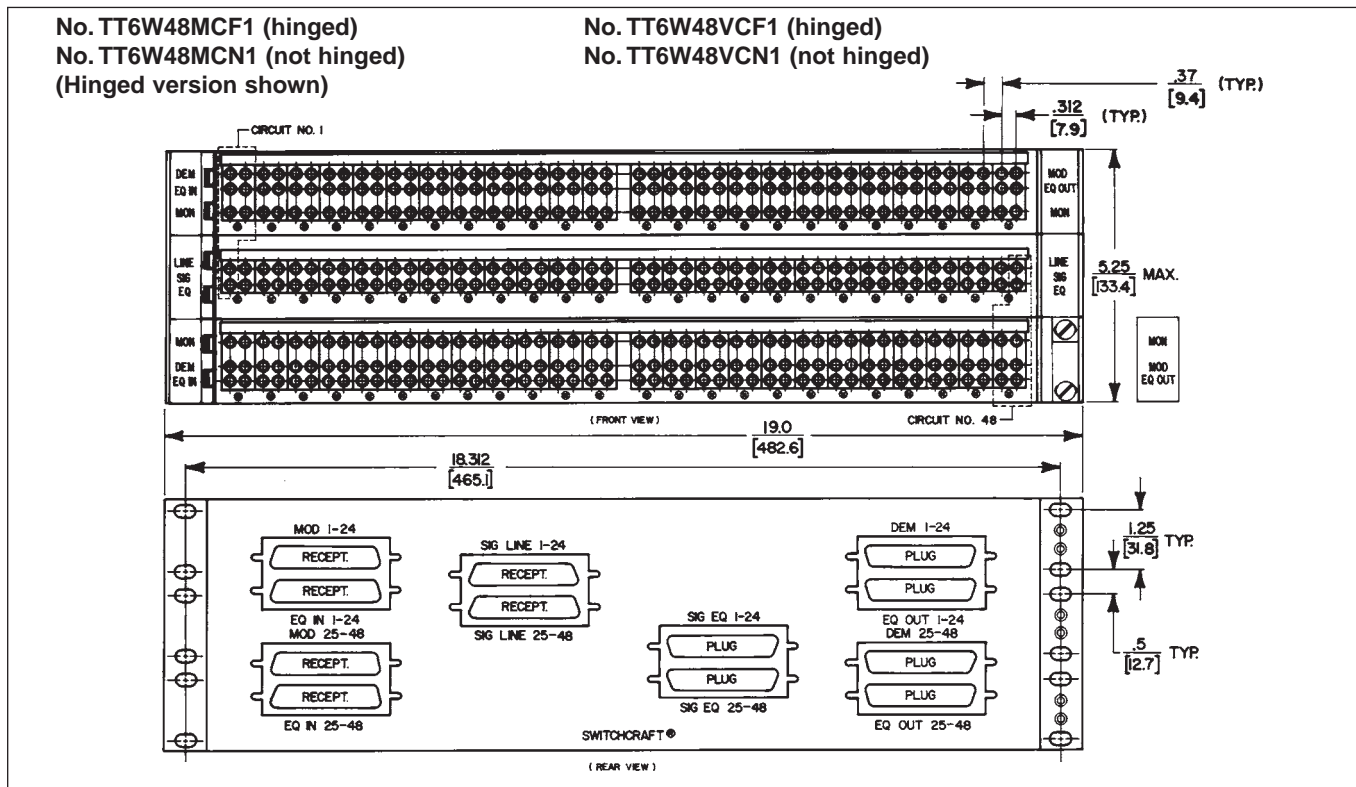 No. TT6W48MCF1 (hinged)
No. TT6W48MCN1 (not hinged)
(Hinged version shown)
No. TT6W48VCF1 (hinged)
No. TT6W48VCN1 (not hinged)
.37
[9.4]
(TYP.)
.312
[7.9]
(TYP.)
CIRCUIT NO. 1
DEM
EQ IN
MON
MOD
EQ OUT
MON
LINE
SIG
EQ
LINE
SIG
EQ
5.25
[133.4]
MAX.
MON
DEM
EQ IN
MON
MOD
EQ OUT
(FRONT VIEW)
CIRCUIT NO. 48
19.0
[482.6]
18.312
[465.1]
MOD 1-24
RECEPT.
RECEPT.
EQ IN 1-24
MOD 25-48
RECEPT.
RECEPT.
EQ IN 25-48
SIG LINE 1-24
RECEPT.
RECEPT.
SIG LINE 25-48
SIG EQ 1-24
PLUG
PLUG
SIG EQ 25-48
DEM 1-24
PLUG
PLUG
EQ OUT 1-24
DEM 25-48
PLUG
PLUG
EQ OUT 25-48
1.25
[31.8]
TYP.
.5
[12.7]
TYP.
SWITCHCRAFT®
(REAR VIEW)